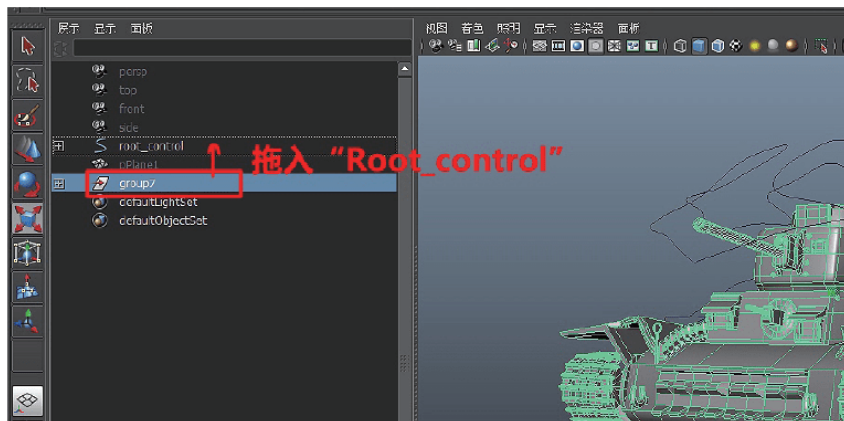 展示 显示 面板
视图 着色 照明 显示 渲染器 面板
persp
top
front
side
root_control
pPlane1
group7
defaultLightSet
defaultObjectSet
拖入“Root_control”